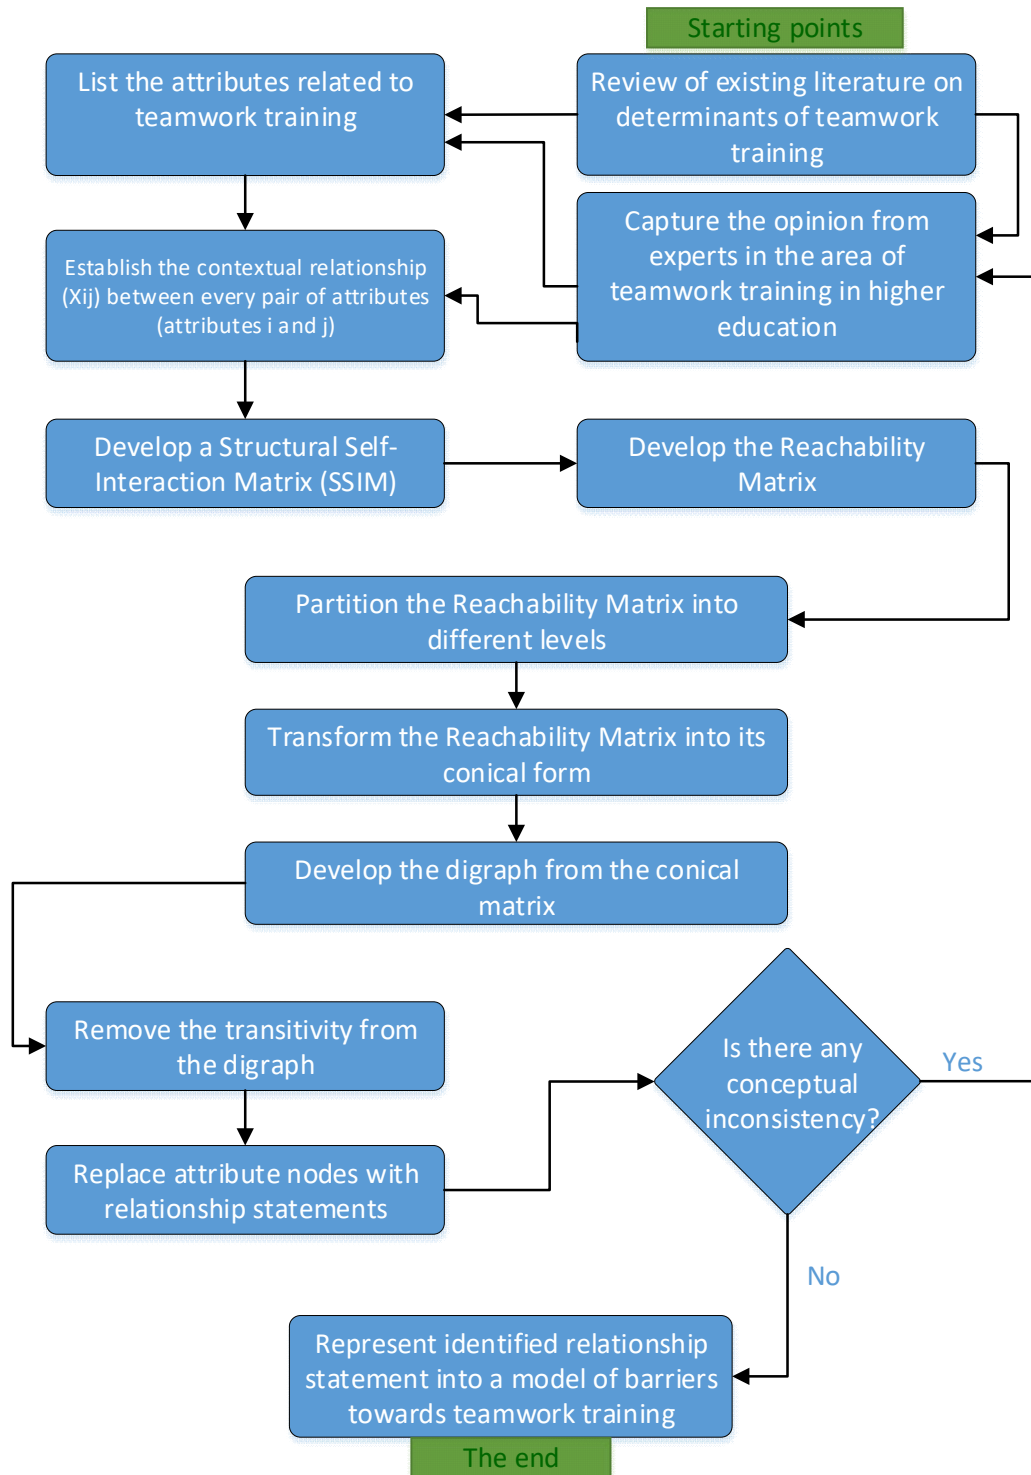 Starting points
List the attributes related to
teamwork training
Review of existing literature on
determinants of teamwork
training
Capture the opinion from
experts in the area of
teamwork training in higher
education
Establish the contextual relationship
(Xij) between every pair of attributes
(attributes i and j)
Develop a Structural Self-
Interaction Matrix (SSIM)
Develop the Reachability
Matrix
Partition the Reachability Matrix into
different levels
Transform the Reachability Matrix into its
conical form
Develop the digraph from the conical
matrix
Remove the transitivity from
the digraph
Replace attribute nodes with
relationship statements
Is there any
conceptual
inconsistency?
Yes
No
Represent identified relationship
statement into a model of barriers
towards teamwork training
The end